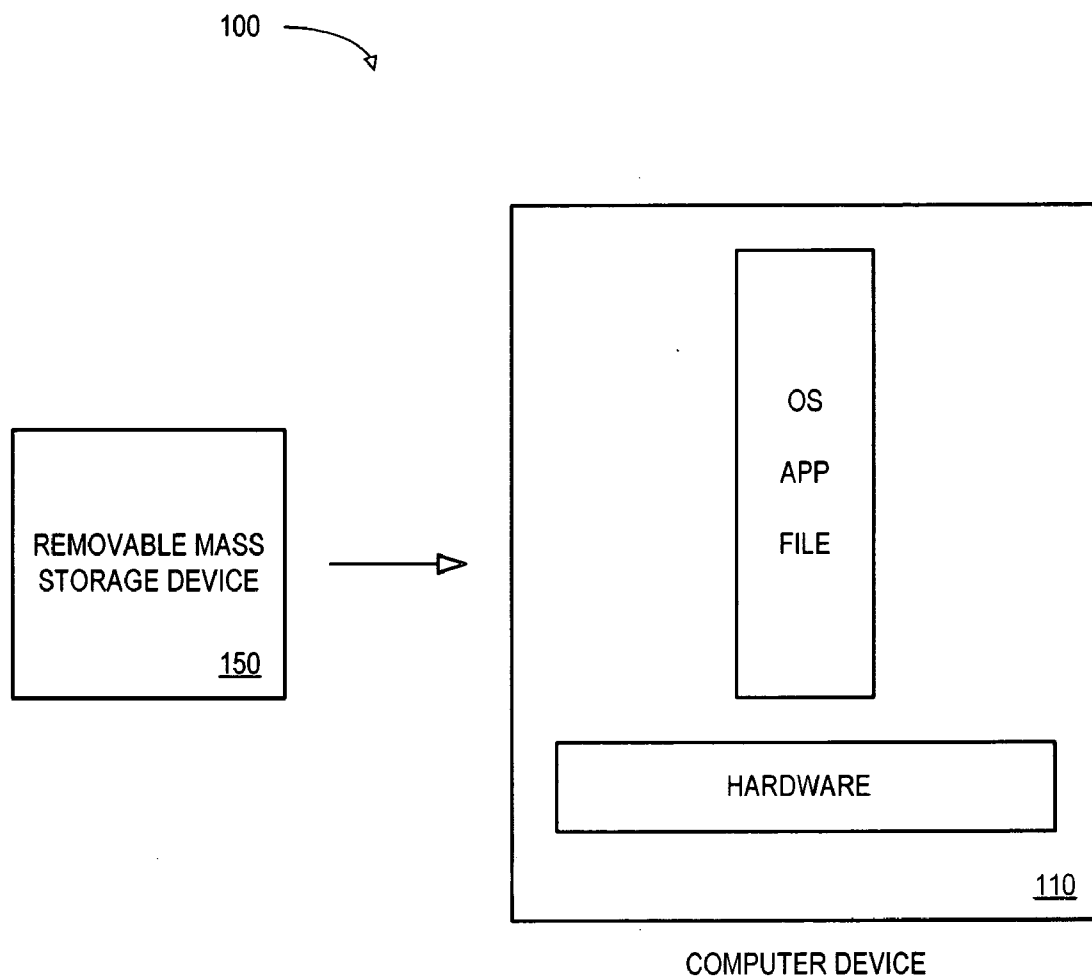 100
OS
APP
FILE
REMOVABLE MASS
STORAGE DEVICE
150
HARDWARE
110
COMPUTER DEVICE